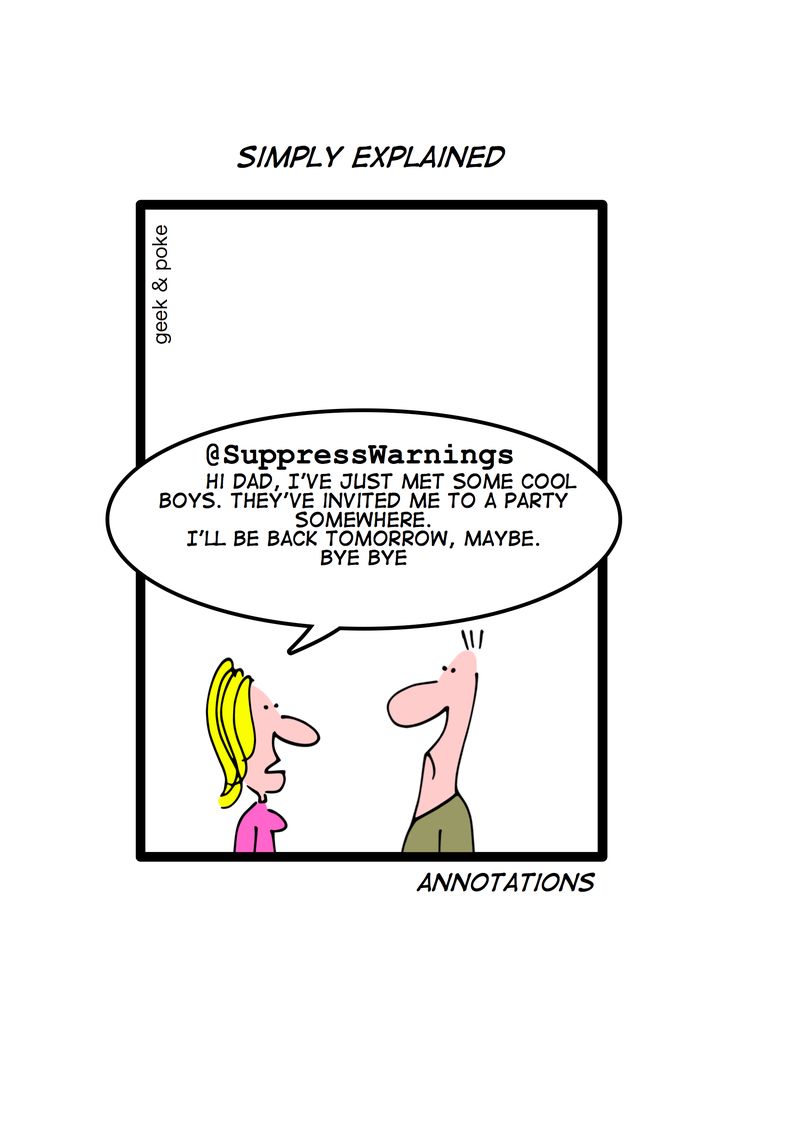 SIMPLY EXPLAINED
geek & poke
@SuppressWarnings
HI DAD, I'VE JUST MET SOME COOL
BOYS. THEY'VE INVITED ME TO A PARTY
SOMEWHERE.
I'LL BE BACK TOMORROW, MAYBE.
BYE BYE
ANNOTATIONS